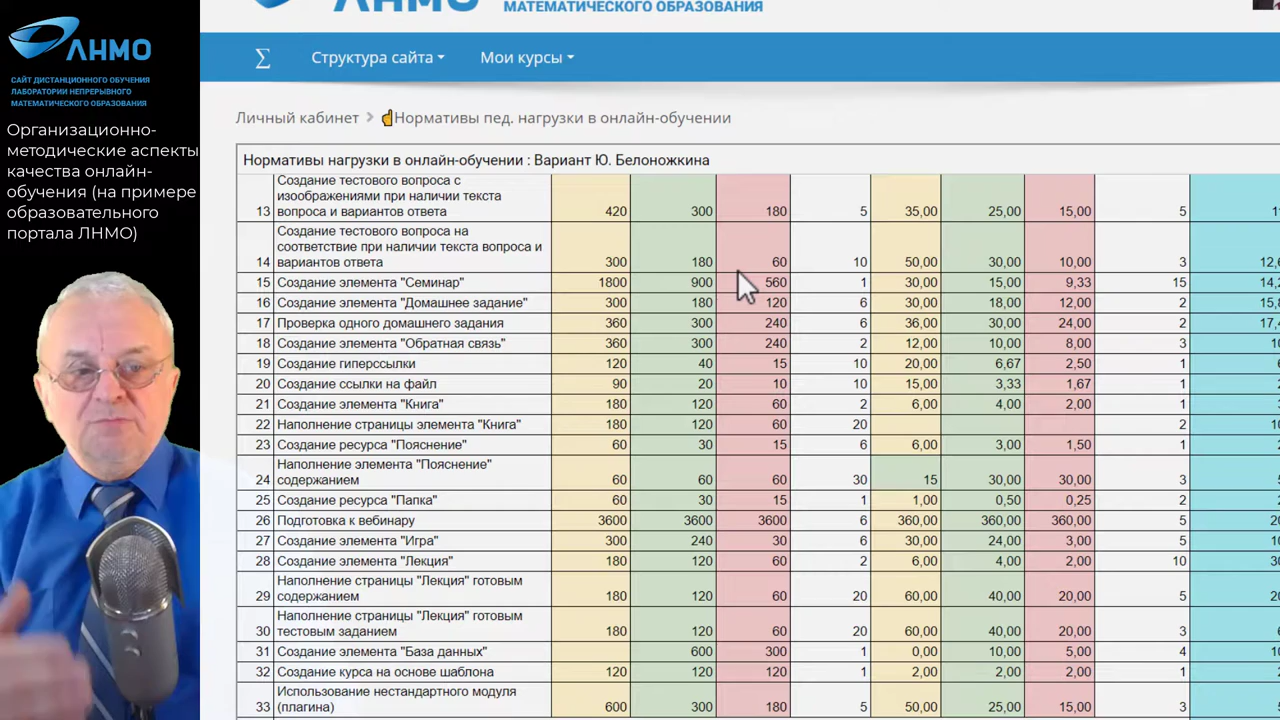 ЛНМО
САЙТ ДИСТАНЦИОННОГО ОБУЧЕНИЯ
ЛАБОРАТОРИИ НЕПРЕРЫВНОГО
МАТЕМАТИЧЕСКОГО ОБРАЗОВАНИЯ
Организационно-
методические аспекты
качества онлайн-
обучения (на примере
образовательного
портала ЛНМО)
ЛНМО
МАТЕМАТИЧЕСКОГО ОБРАЗОВАНИЯ
∑ Структура сайта Мои курсы
Личный кабинет Нормативы пед. нагрузки в онлайн-обучении
Нормативы нагрузки в онлайн-обучении : Вариант Ю. Белоножкина
Создание тестового вопроса с
изоображениями при наличии текста
13 вопроса и вариантов ответа 420 300 180 5 35,00 25,00 15,00 5
Создание тестового вопроса на
соответствие при наличии текста вопроса и
14 вариантов ответа 300 180 60 10 50,00 30,00 10,00 3
15 Создание элемента "Семинар" 1800 900 560 1 30,00 15,00 9,33 15
16 Создание элемента "Домашнее задание" 300 180 120 6 30,00 18,00 12,00 2
17 Проверка одного домашнего задания 360 300 240 6 36,00 30,00 24,00 2
18 Создание элемента "Обратная связь" 360 300 240 2 12,00 10,00 8,00 3
19 Создание гиперссылки 120 40 15 10 20,00 6,67 2,50 1
20 Создание ссылки на файл 90 20 10 10 15,00 3,33 1,67 1
21 Создание элемента "Книга" 180 120 60 2 6,00 4,00 2,00 1
22 Наполнение страницы элемента "Книга" 180 120 60 20 2
23 Создание ресурса "Пояснение" 60 30 15 6 6,00 3,00 1,50 1
Наполнение элемента "Пояснение"
24 содержанием 60 60 60 30 15 30,00 30,00 3
25 Создание ресурса "Папка" 60 30 15 1 1,00 0,50 0,25 2
26 Подготовка к вебинару 3600 3600 3600 6 360,00 360,00 360,00 5
27 Создание элемента "Игра" 300 240 30 6 30,00 24,00 3,00 5
28 Создание элемента "Лекция" 180 120 60 2 6,00 4,00 2,00 10
Наполнение страницы "Лекция" готовым
29 содержанием 180 120 60 20 60,00 40,00 20,00 5
Наполнение страницы "Лекция" готовым
30 тестовым заданием 180 120 60 20 60,00 40,00 20,00 3
31 Создание элемента "База данных" 600 300 1 0,00 10,00 5,00 4
32 Создание курса на основе шаблона 120 120 120 1 2,00 2,00 2,00 1
Использование нестандартного модуля
33 (плагина) 600 300 180 5 50,00 25,00 15,00 3